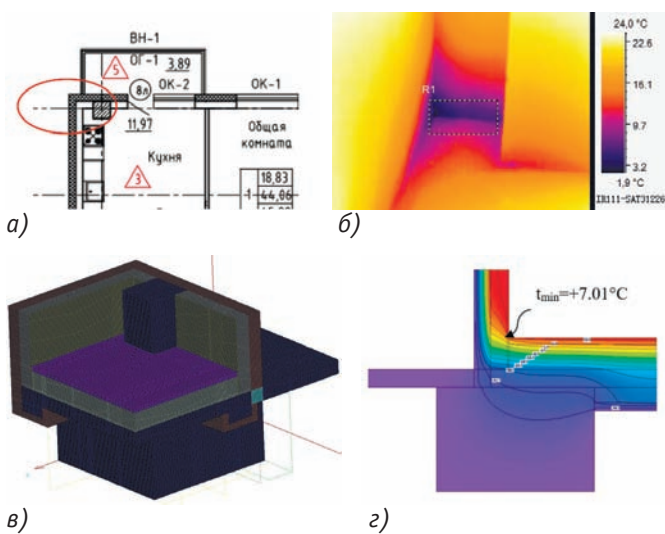 ВН-1
5
ОГ-1 3,89
8л
ОК-2
ОК-1
11,97
Кухня
Общая
комната
3
18,83
1 44,06
а)
R1
24,0 °C
22.6
16.1
9.7
3.2
1,9 °C
IR111-SAT31226
б)
в)
tmin=+7.01°C
г)